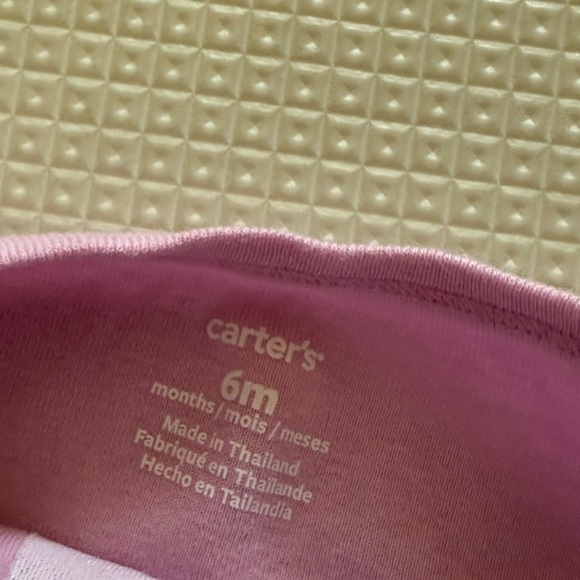 carter's
6m
months/mois/meses
Made in Thailand
Fabriqué en Thaïlande
Hecho en Tailandia